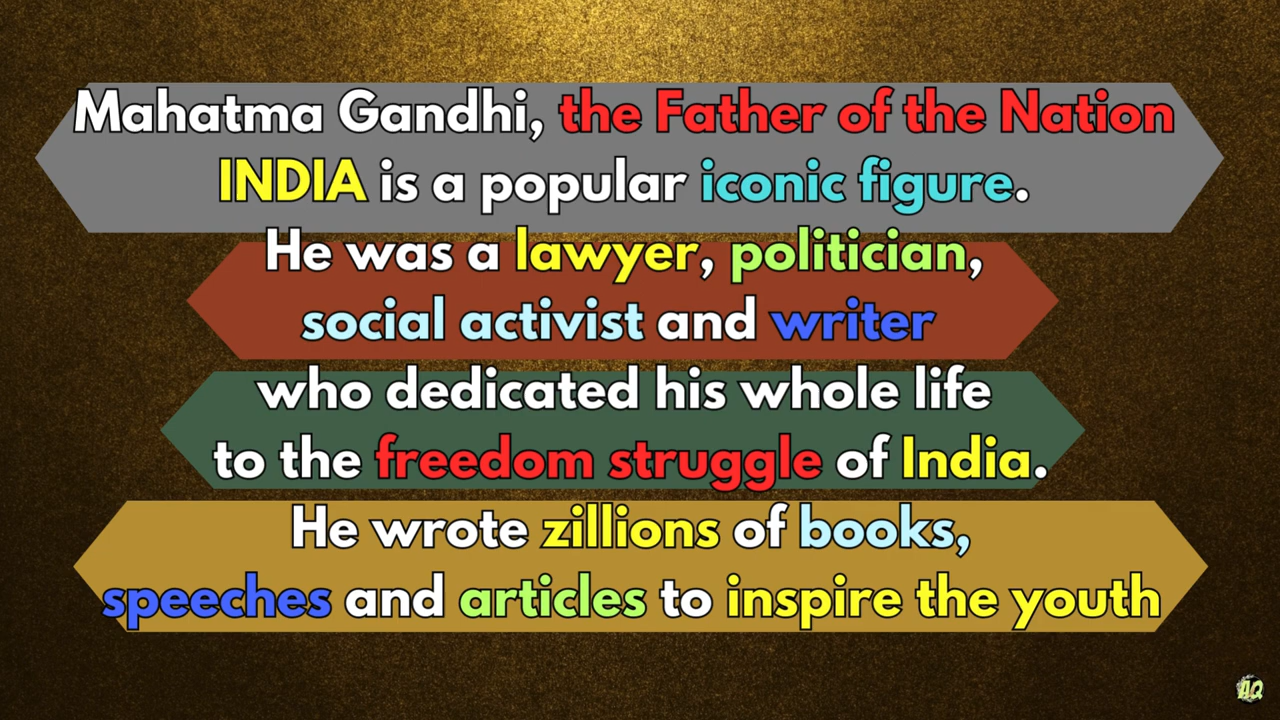 Mahatma Gandhi, the Father of the Nation
INDIA is a popular iconic figure.
He was a lawyer, politician,
social activist and writer
who dedicated his whole life
to the freedom struggle of India.
He wrote zillions of books,
speeches and articles to inspire the youth
AQ